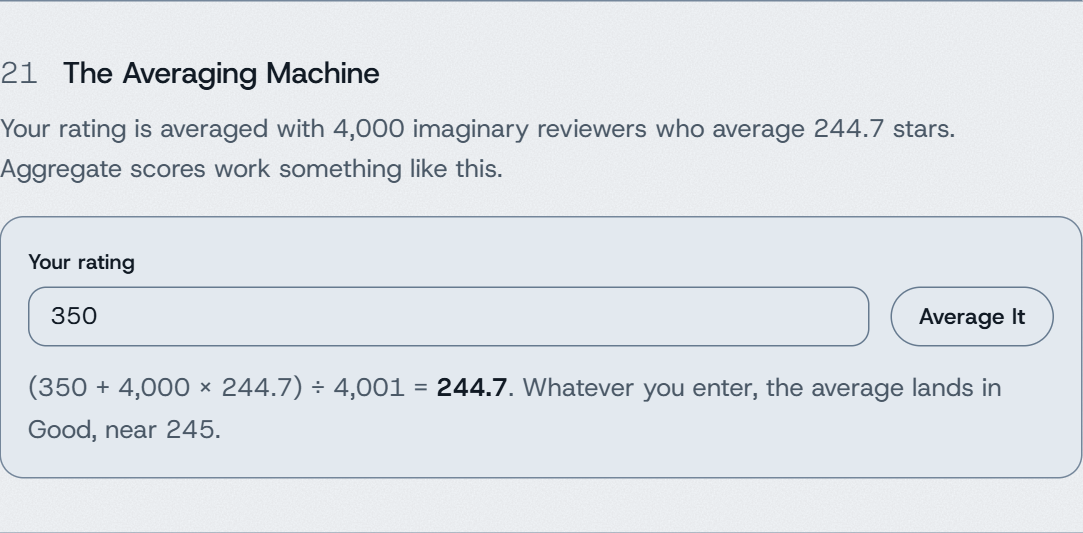 21 The Averaging Machine
Your rating is averaged with 4,000 imaginary reviewers who average 244.7 stars.
Aggregate scores work something like this.
Your rating
350
Average It
(350 + 4,000 × 244.7) ÷ 4,001 = 244.7. Whatever you enter, the average lands in
Good, near 245.